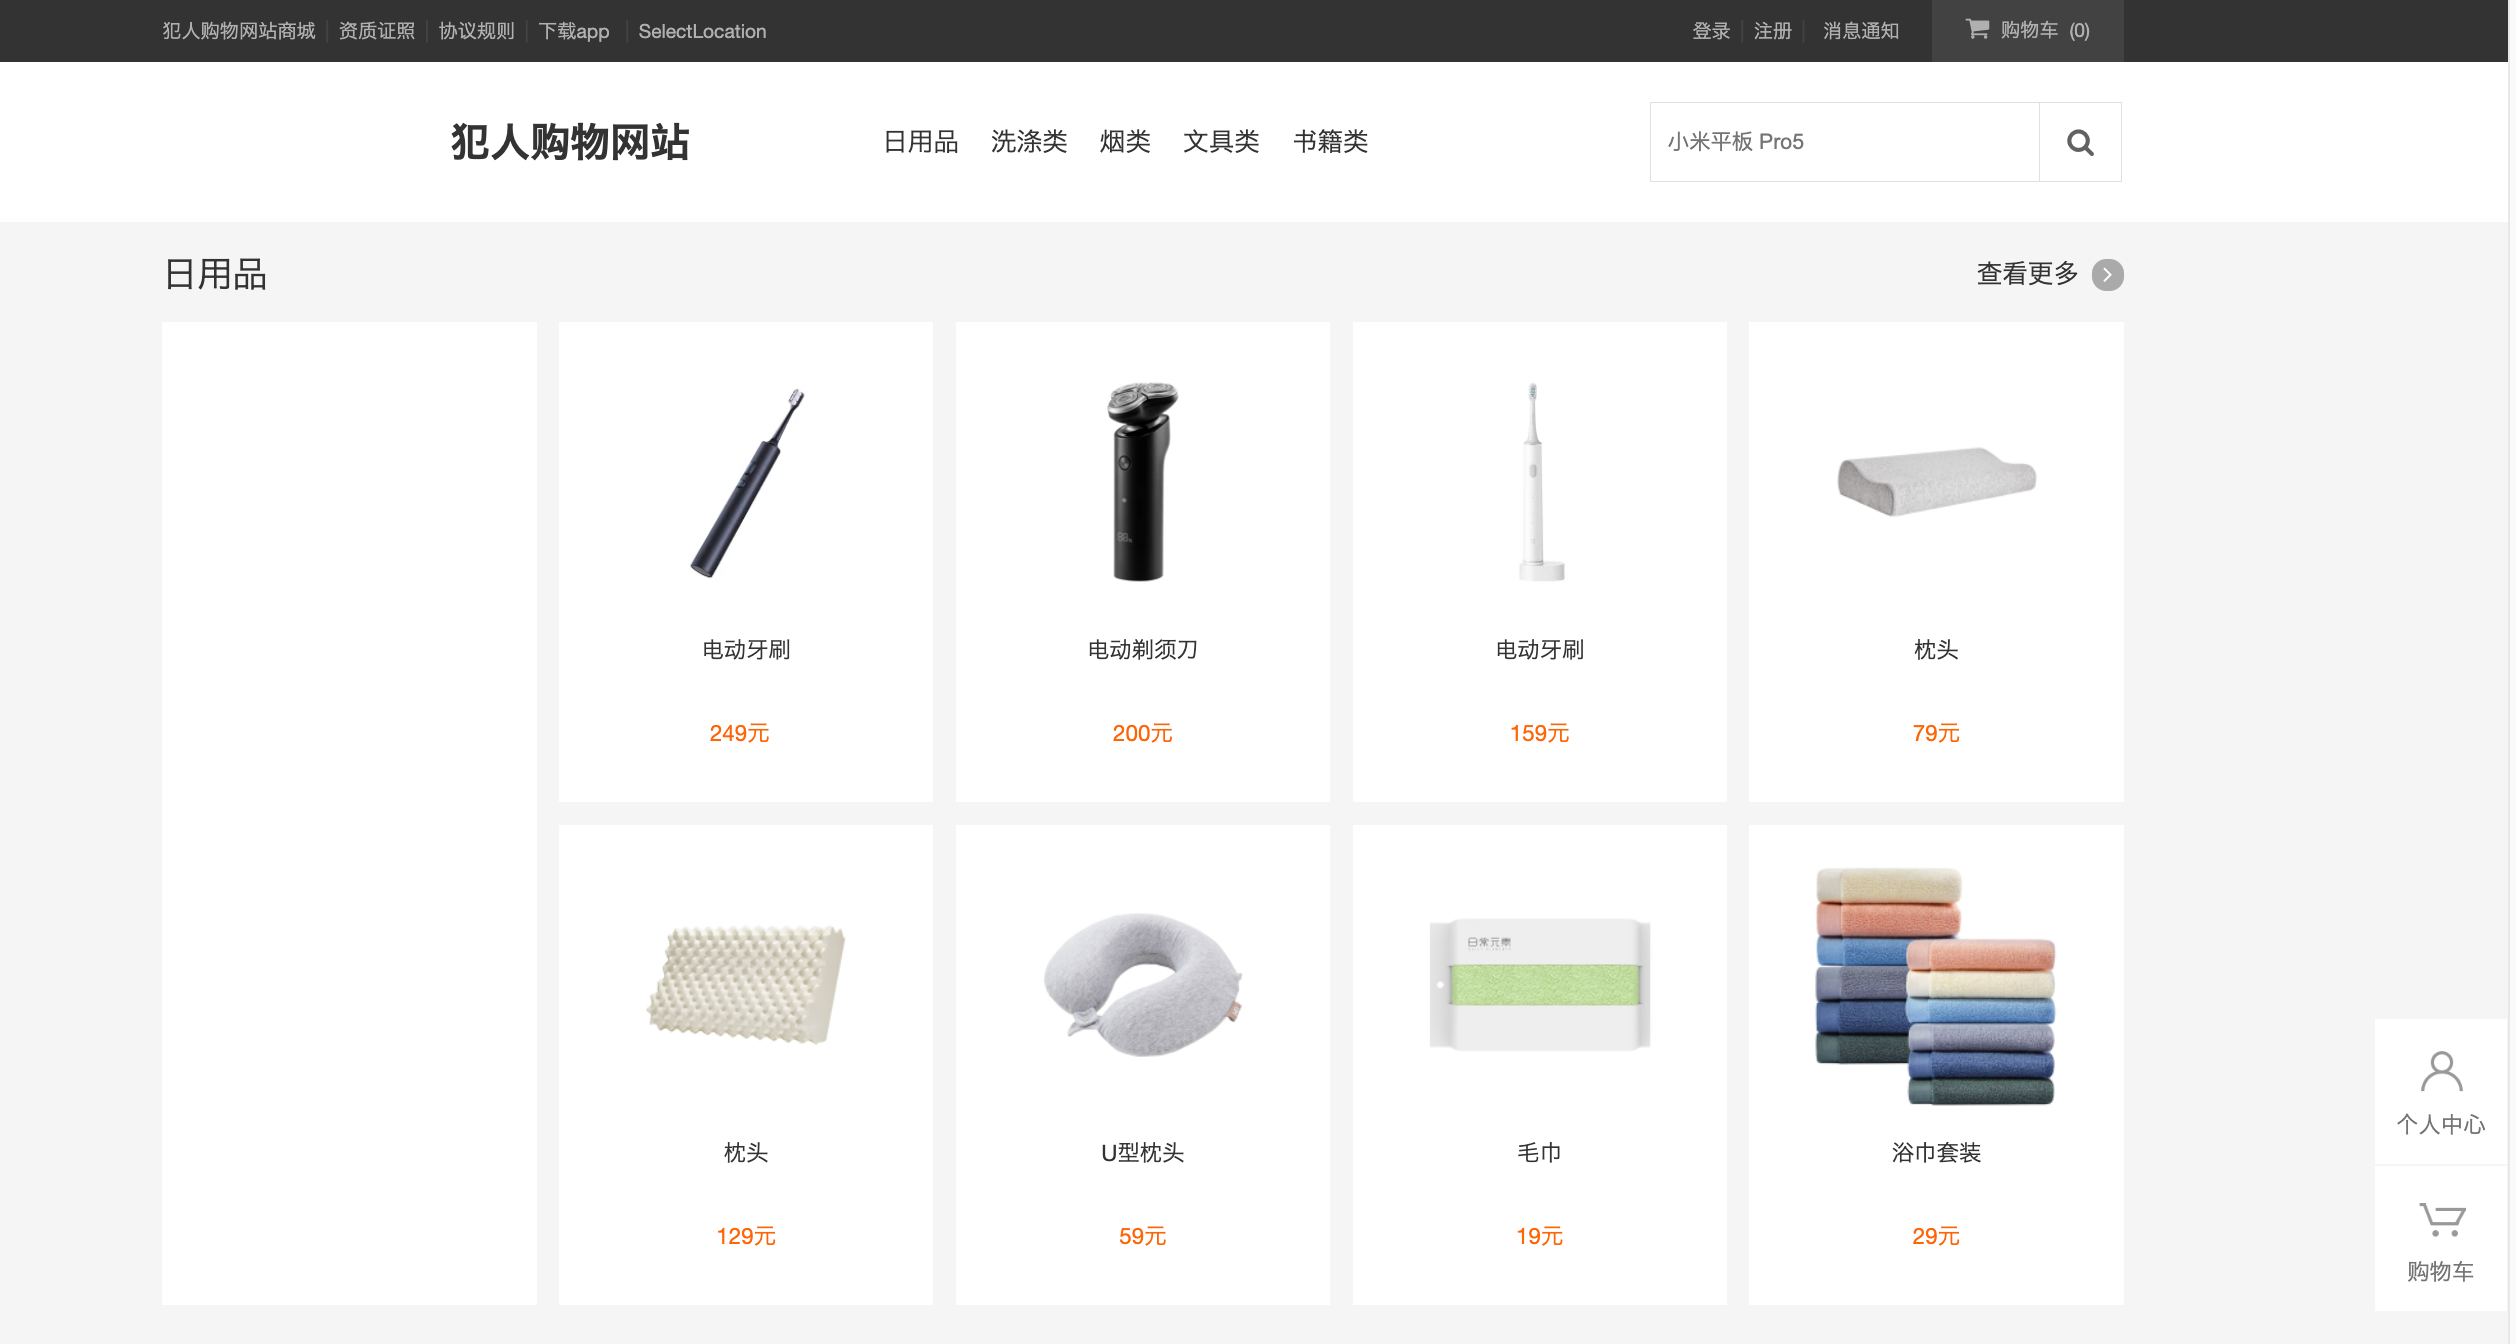 犯人购物网站商城 资质证照 协议规则 下载app SelectLocation 登录 注册 消息通知 购物车 (0)
犯人购物网站 日用品 洗涤类 烟类 文具类 书籍类 小米平板 Pro5
日用品 查看更多
电动牙刷 电动剃须刀 电动牙刷 枕头
249元 200元 159元 79元
日常元素
枕头 U型枕头 毛巾 浴巾套装
129元 59元 19元 29元
个人中心
购物车